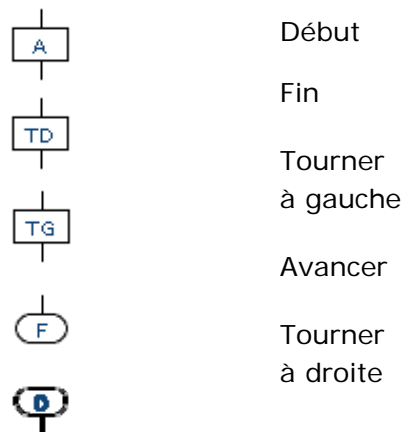 A
TD
TG
F
D
Début
Fin
Tourner
à gauche
Avancer
Tourner
à droite